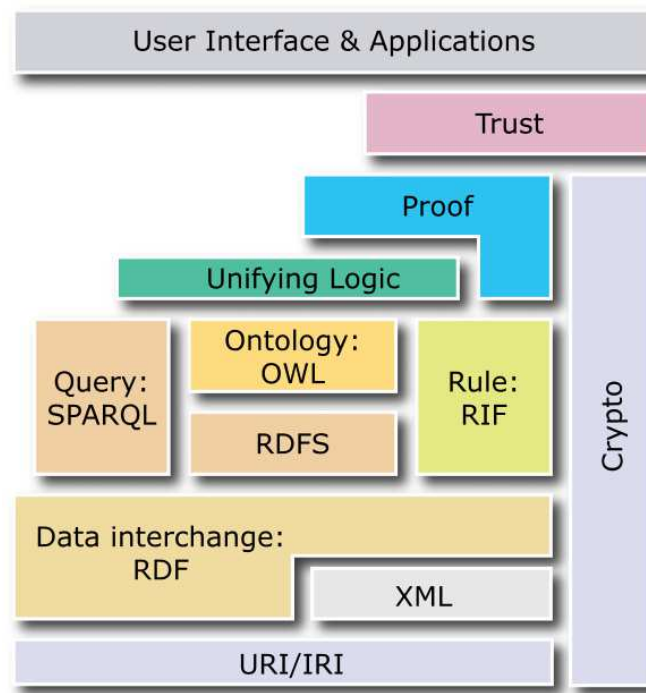 User Interface & Applications
Trust
Proof
Unifying Logic
Query:
SPARQL
Ontology:
OWL
Rule:
RIF
RDFS
Crypto
Data interchange:
RDF
XML
URI/IRI